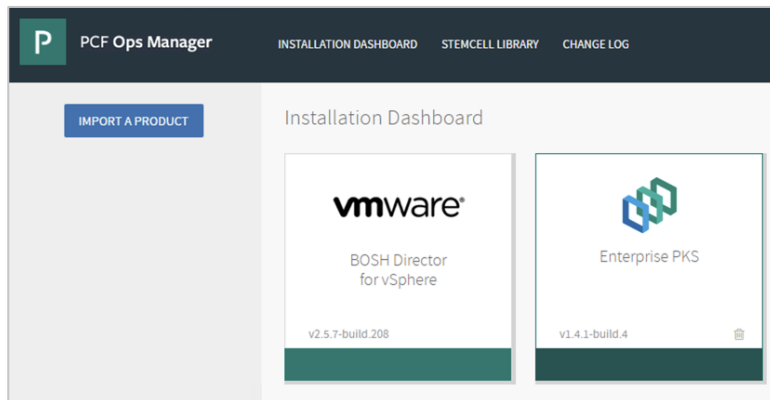 P
PCF Ops Manager
INSTALLATION DASHBOARD
STEMCELL LIBRARY
CHANGE LOG
IMPORT A PRODUCT
Installation Dashboard
vmware®
BOSH Director
for vSphere
v2.5.7-build.208
Enterprise PKS
v1.4.1-build.4